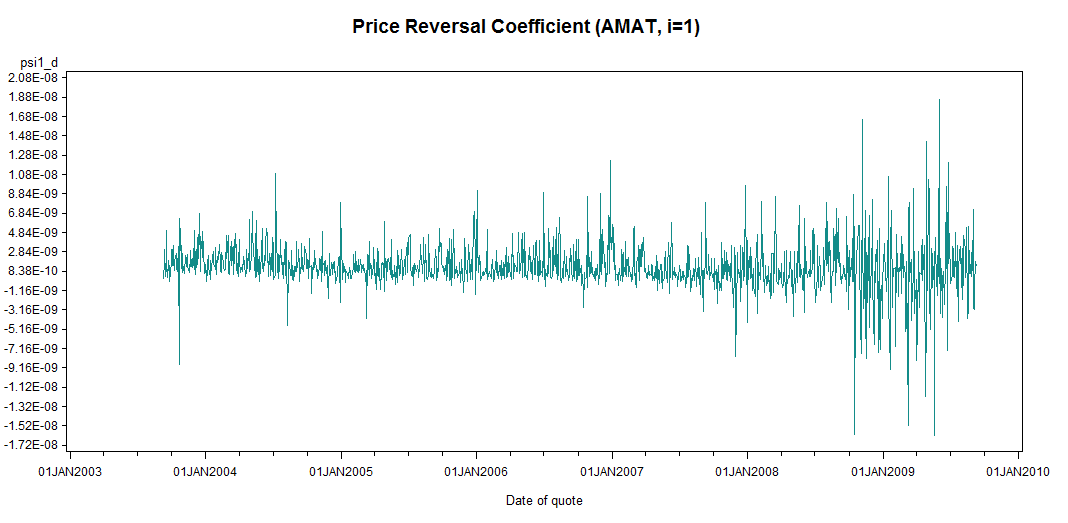 Price Reversal Coefficient (AMAT, i=1)
psi1_d
2.08E-08
1.88E-08
1.68E-08
1.48E-08
1.28E-08
1.08E-08
8.84E-09
6.84E-09
4.84E-09
2.84E-09
8.38E-10
-1.16E-09
-3.16E-09
-5.16E-09
-7.16E-09
-9.16E-09
-1.12E-08
-1.32E-08
-1.52E-08
-1.72E-08
01JAN2003 01JAN2004 01JAN2005 01JAN2006 01JAN2007 01JAN2008 01JAN2009 01JAN2010
Date of quote